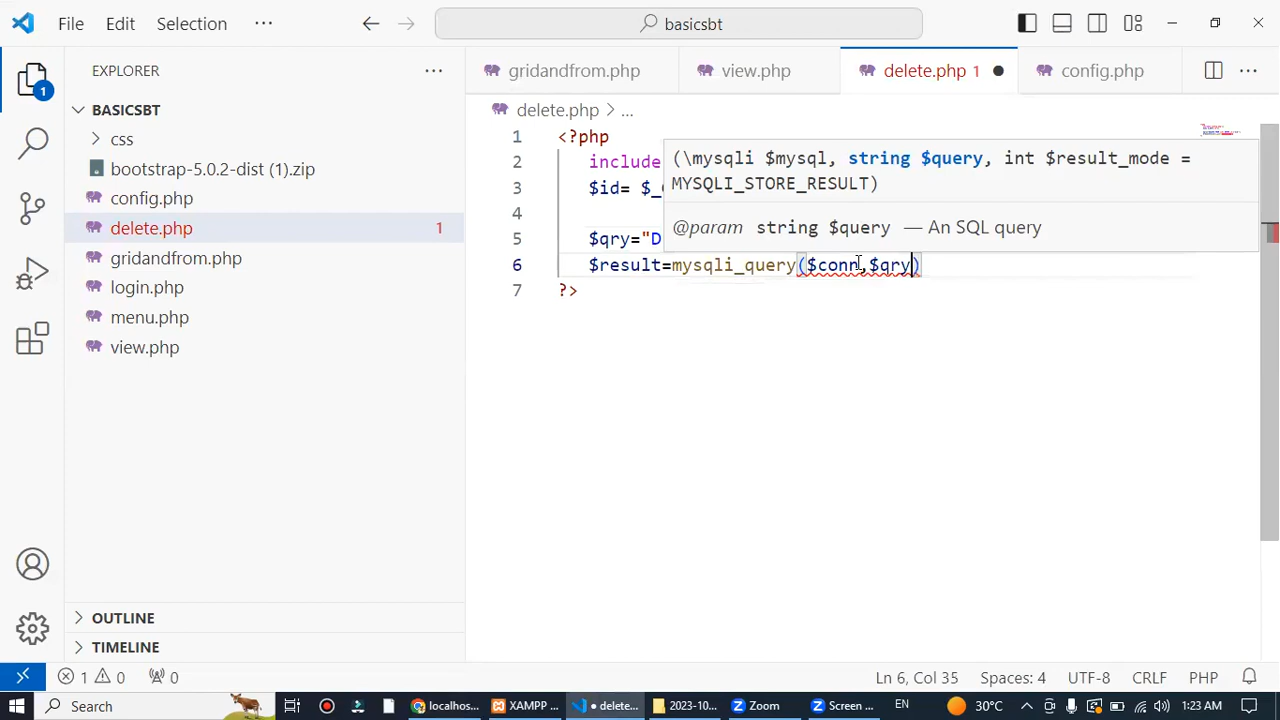 File Edit Selection ··· basicsbt
EXPLORER ···
BASICSBT
css
bootstrap-5.0.2-dist (1).zip
config.php
delete.php 1
gridandfrom.php
login.php
menu.php
view.php
OUTLINE
TIMELINE
gridandfrom.php view.php delete.php 1 config.php ···
delete.php > ...
1 <?php
2 include
3 $id= $_
4
5 $qry="D
6 $result=mysqli_query($conn,$qry)
7 ?>
(\mysqli $mysql, string $query, int $result_mode =
MYSQLI_STORE_RESULT)
@param string $query — An SQL query
1 0 0 Ln 6, Col 35 Spaces: 4 UTF-8 CRLF PHP
Search localhos... XAMPP ... delete... 2023-10... Zoom Screen ... EN 30°C 1:23 AM